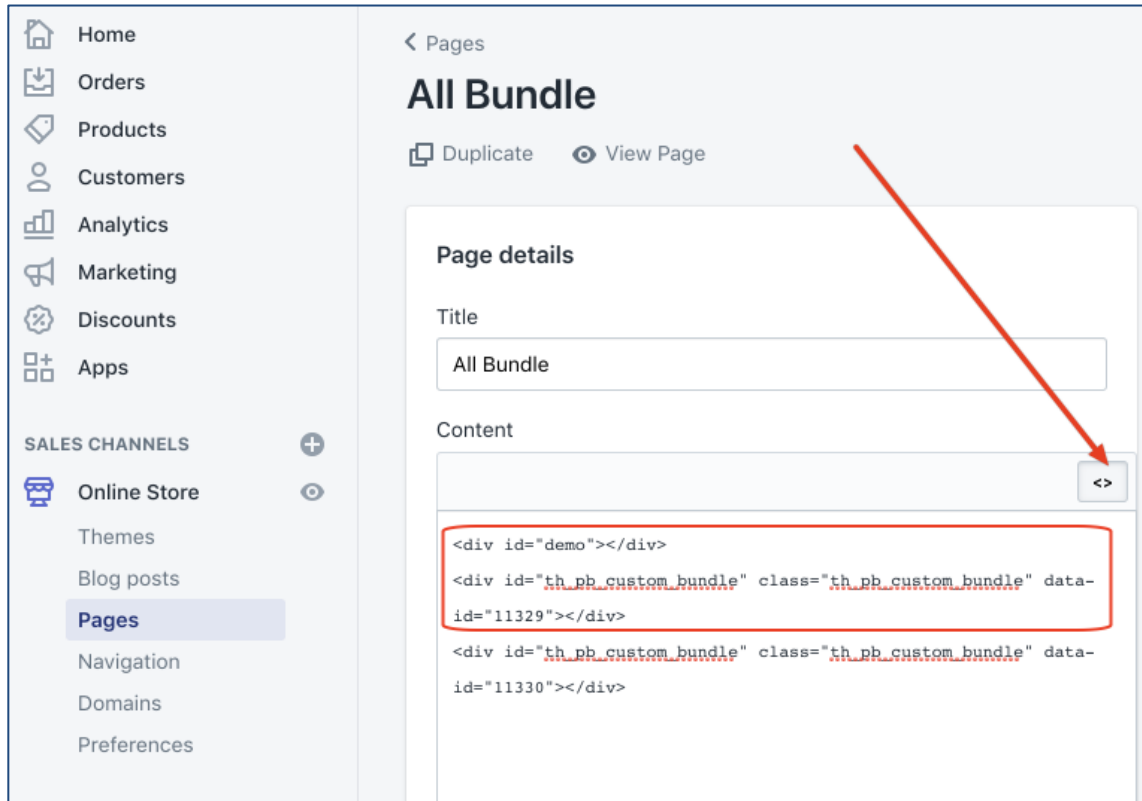 Home
Orders
Products
Customers
Analytics
Marketing
Discounts
Apps
SALES CHANNELS
Online Store
Themes
Blog posts
Pages
Navigation
Domains
Preferences
Pages
All Bundle
Duplicate View Page
Page details
Title
All Bundle
Content
<>
<div id="demo"></div>
<div id="th_pb_custom_bundle" class="th_pb_custom_bundle" data-
id="11329"></div>
<div id="th_pb_custom_bundle" class="th_pb_custom_bundle" data-
id="11330"></div>